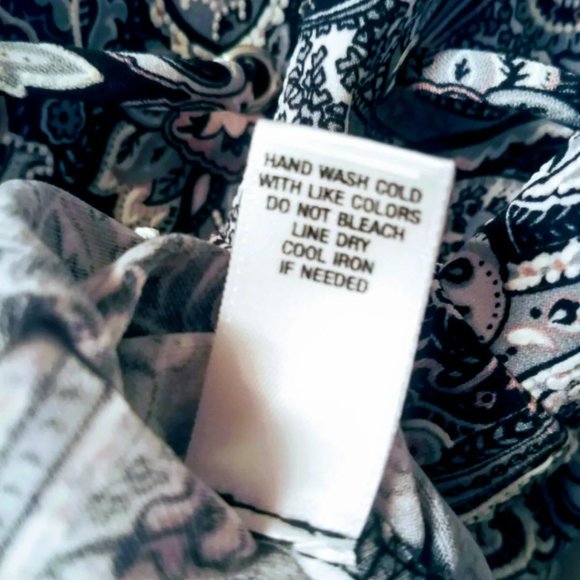 HAND WASH COLD
WITH LIKE COLORS
DO NOT BLEACH
LINE DRY
COOL IRON
IF NEEDED